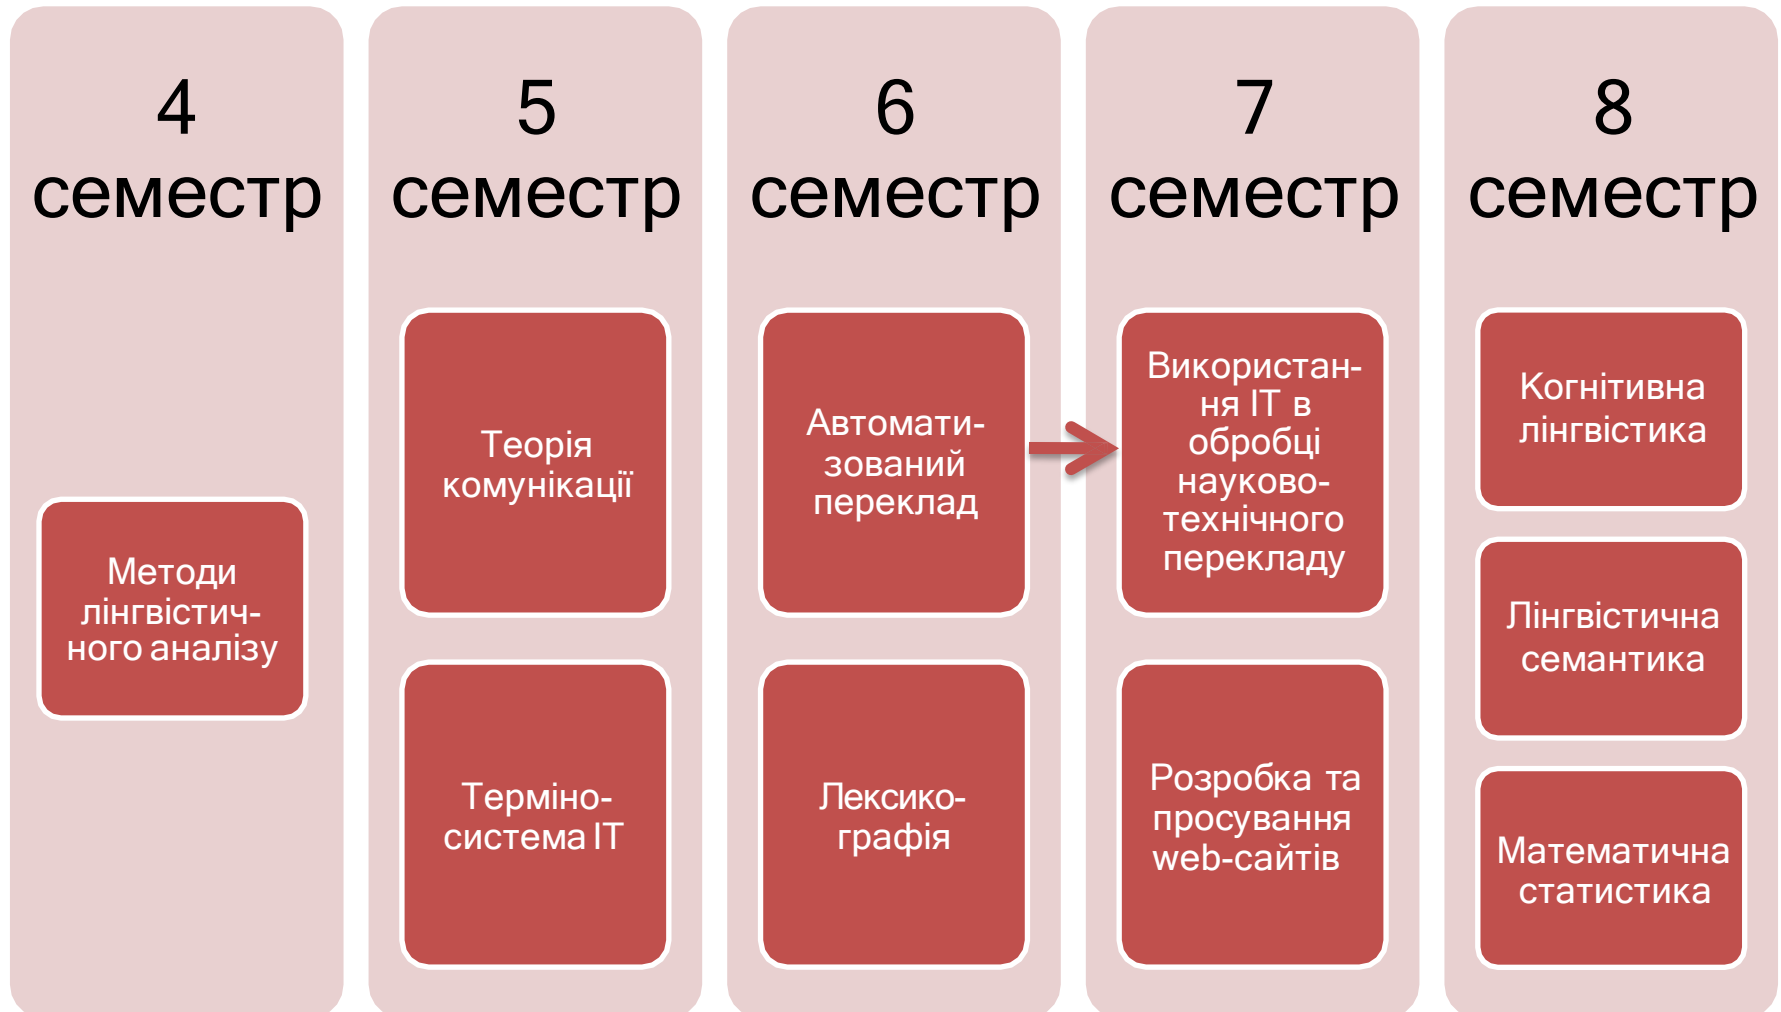 4
семестр
Методи
лінгвістич-
ного аналізу
5
семестр
Теорія
комунікації
Терміно-
система ІТ
6
семестр
Автомати-
зований
переклад
Лексико-
графія
7
семестр
Використан-
ня ІТ в
обробці
науково-
технічного
перекладу
Розробка та
просування
web-сайтів
8
семестр
Когнітивна
лінгвістика
Лінгвістична
семантика
Математична
статистика